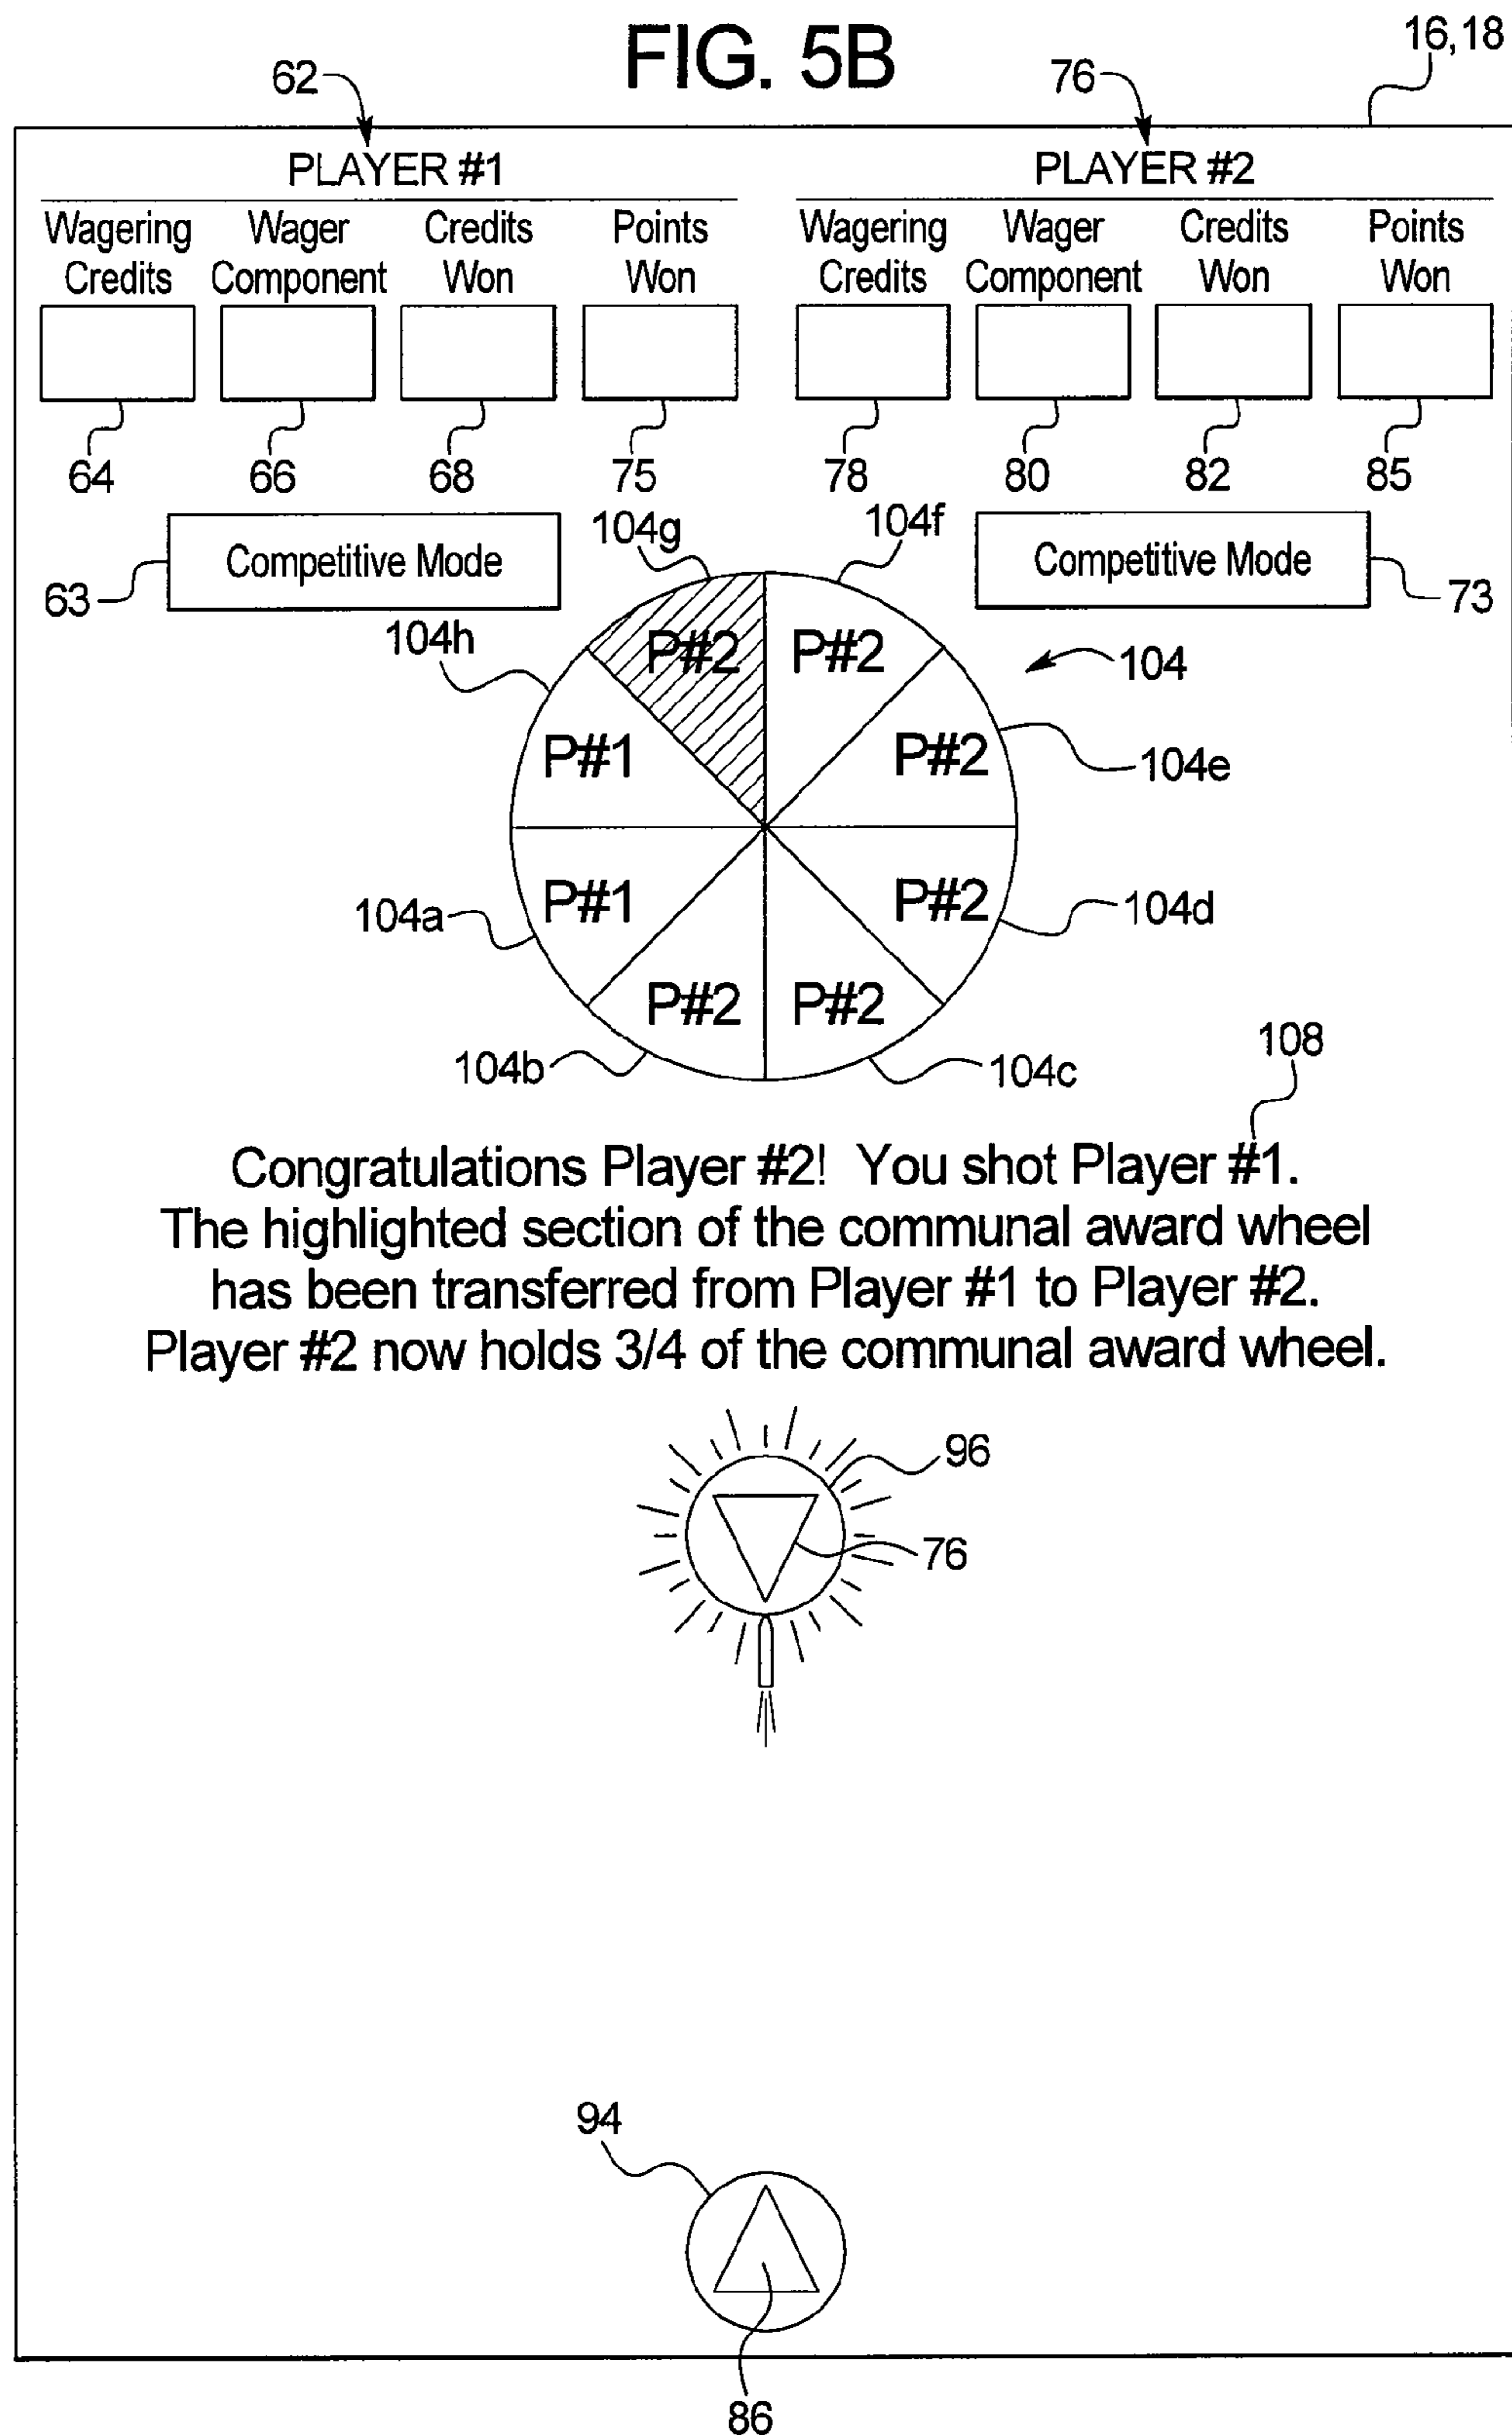 FIG. 5B
16,18
62
76
PLAYER #1
PLAYER #2
Wagering Credits
Wager Component
Credits Won
Points Won
Wagering Credits
Wager Component
Credits Won
Points Won
64
66
68
75
78
80
82
85
63
Competitive Mode
104g
104f
Competitive Mode
73
104h
P#2
P#2
104
P#1
P#2
104e
104a
P#1
P#2
104d
P#2
P#2
104b
104c
108
Congratulations Player #2! You shot Player #1.
The highlighted section of the communal award wheel
has been transferred from Player #1 to Player #2.
Player #2 now holds 3/4 of the communal award wheel.
96
76
94
86